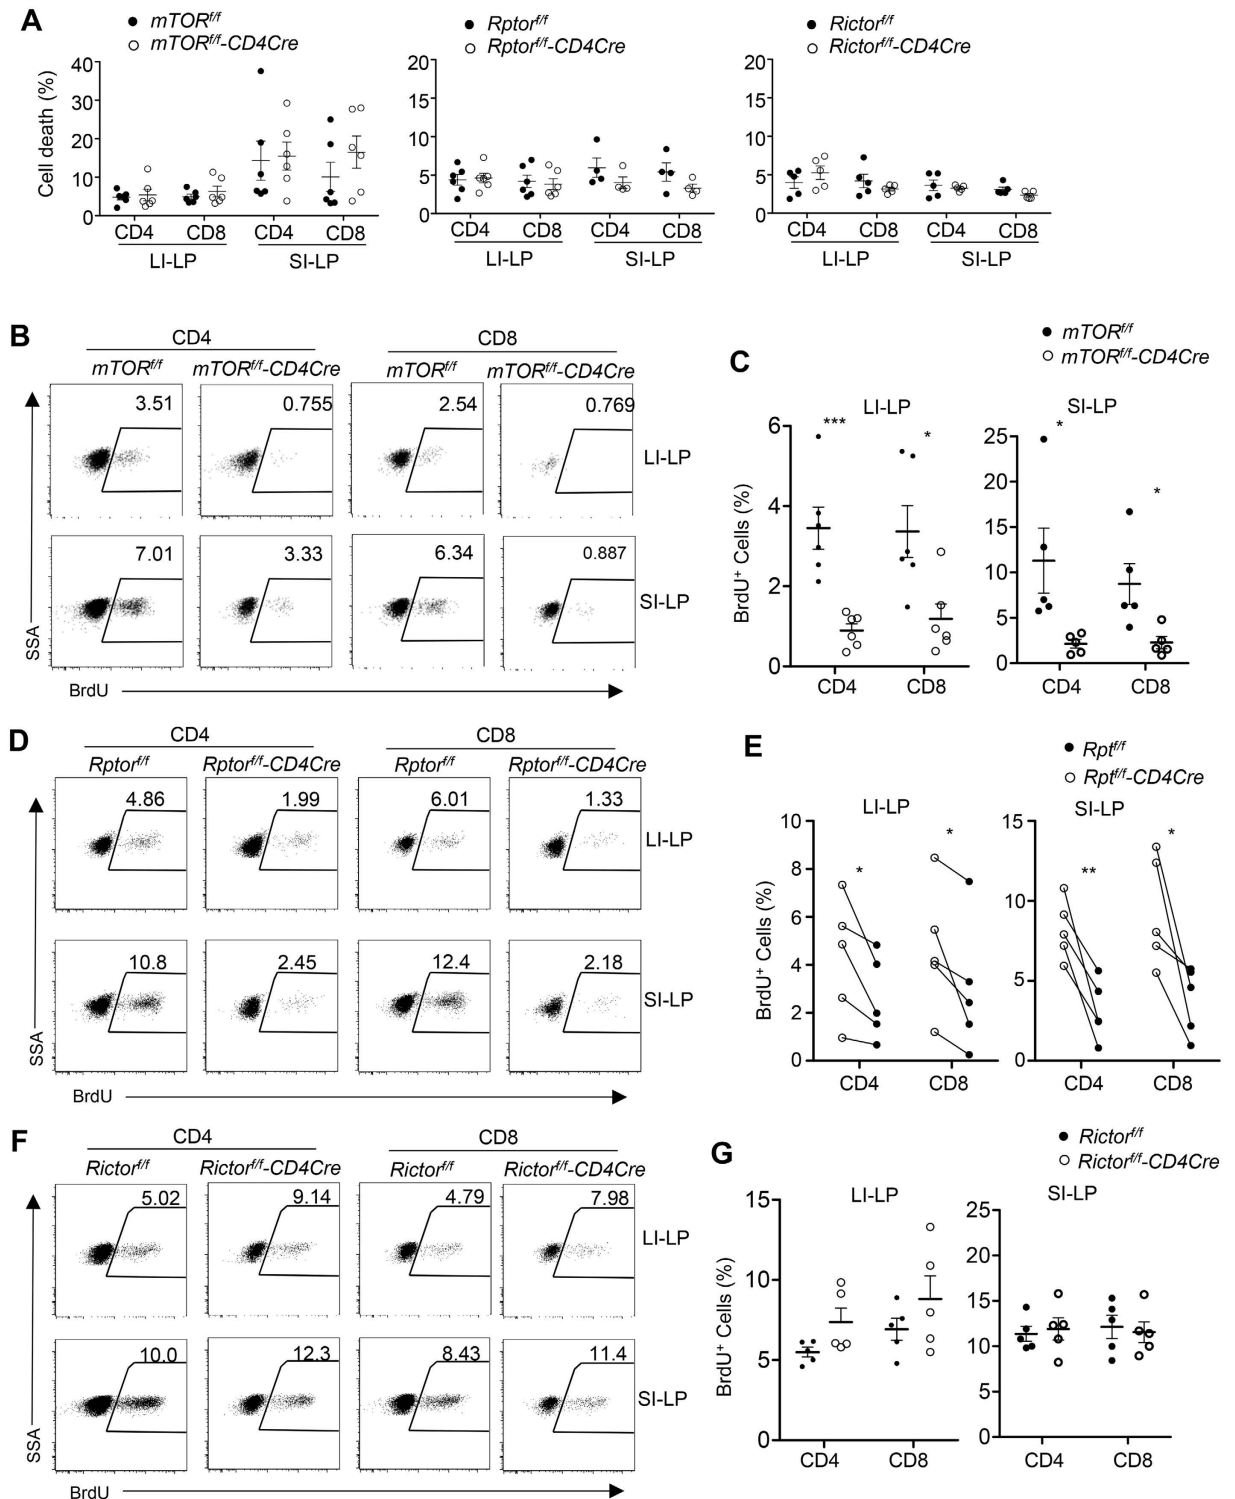 A
mTORf/f
mTORf/f-CD4Cre
Rptorf/f
Rptorf/f-CD4Cre
Rictorf/f
Rictorf/f-CD4Cre
Cell death (%)
40
30
20
10
0
20
15
10
5
0
20
15
10
5
0
CD4 CD8 CD4 CD8
LI-LP SI-LP
CD4 CD8 CD4 CD8
LI-LP SI-LP
CD4 CD8 CD4 CD8
LI-LP SI-LP
B
CD4 CD8
mTORf/f mTORf/f-CD4Cre mTORf/f mTORf/f-CD4Cre
3.51 0.755 2.54 0.769
LI-LP
7.01 3.33 6.34 0.887
SI-LP
SSA
BrdU
C
mTORf/f
mTORf/f-CD4Cre
LI-LP SI-LP
BrdU+ Cells (%)
6
4
2
0
*** *
CD4 CD8
25
20
15
10
5
0
* *
CD4 CD8
D
CD4 CD8
Rptorf/f Rptorf/f-CD4Cre Rptorf/f Rptorf/f-CD4Cre
4.86 1.99 6.01 1.33
LI-LP
10.8 2.45 12.4 2.18
SI-LP
SSA
BrdU
E
Rptf/f
Rptf/f-CD4Cre
LI-LP SI-LP
BrdU+ Cells (%)
10
8
6
4
2
0
* *
CD4 CD8
15
10
5
0
** *
CD4 CD8
F
CD4 CD8
Rictorf/f Rictorf/f-CD4Cre Rictorf/f Rictorf/f-CD4Cre
5.02 9.14 4.79 7.98
LI-LP
10.0 12.3 8.43 11.4
SI-LP
SSA
BrdU
G
Rictorf/f
Rictorf/f-CD4Cre
LI-LP SI-LP
BrdU+ Cells (%)
15
10
5
0
CD4 CD8
25
20
15
10
5
0
CD4 CD8